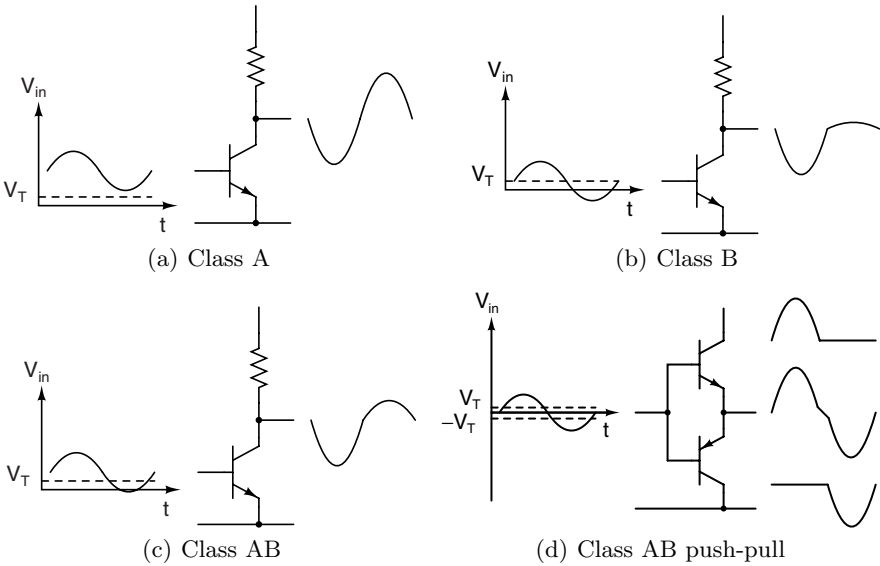 V_in
V_T
t
(a) Class A
V_in
V_T
t
(b) Class B
V_in
V_T
t
(c) Class AB
V_in
V_T
−V_T
t
(d) Class AB push-pull